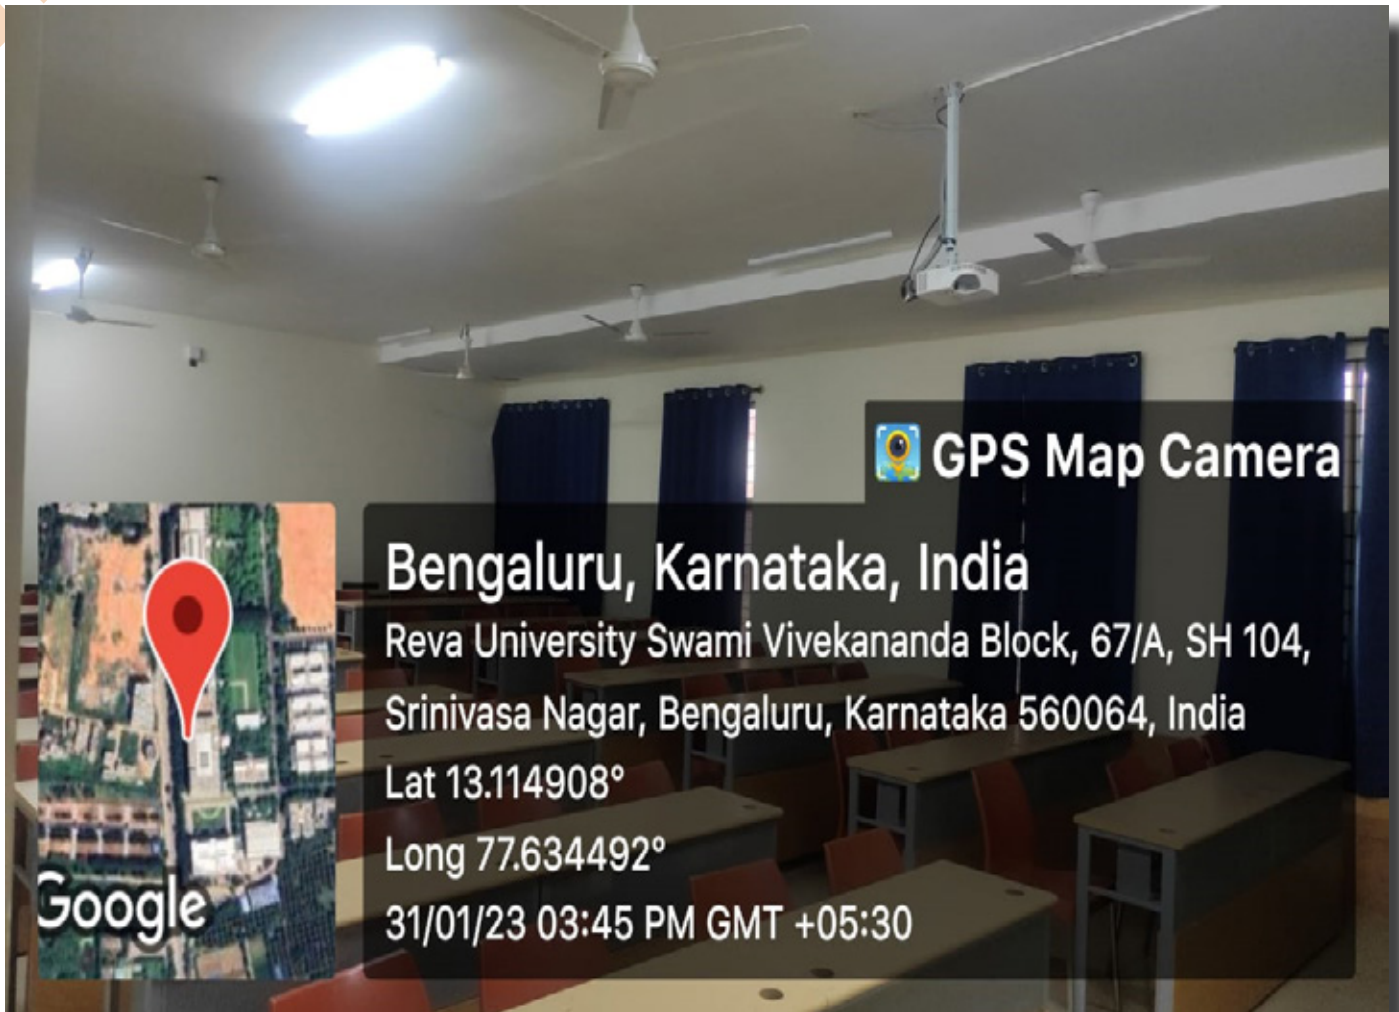 GPS Map Camera
Bengaluru, Karnataka, India
Reva University Swami Vivekananda Block, 67/A, SH 104,
Srinivasa Nagar, Bengaluru, Karnataka 560064, India
Lat 13.114908°
Long 77.634492°
31/01/23 03:45 PM GMT +05:30
Google